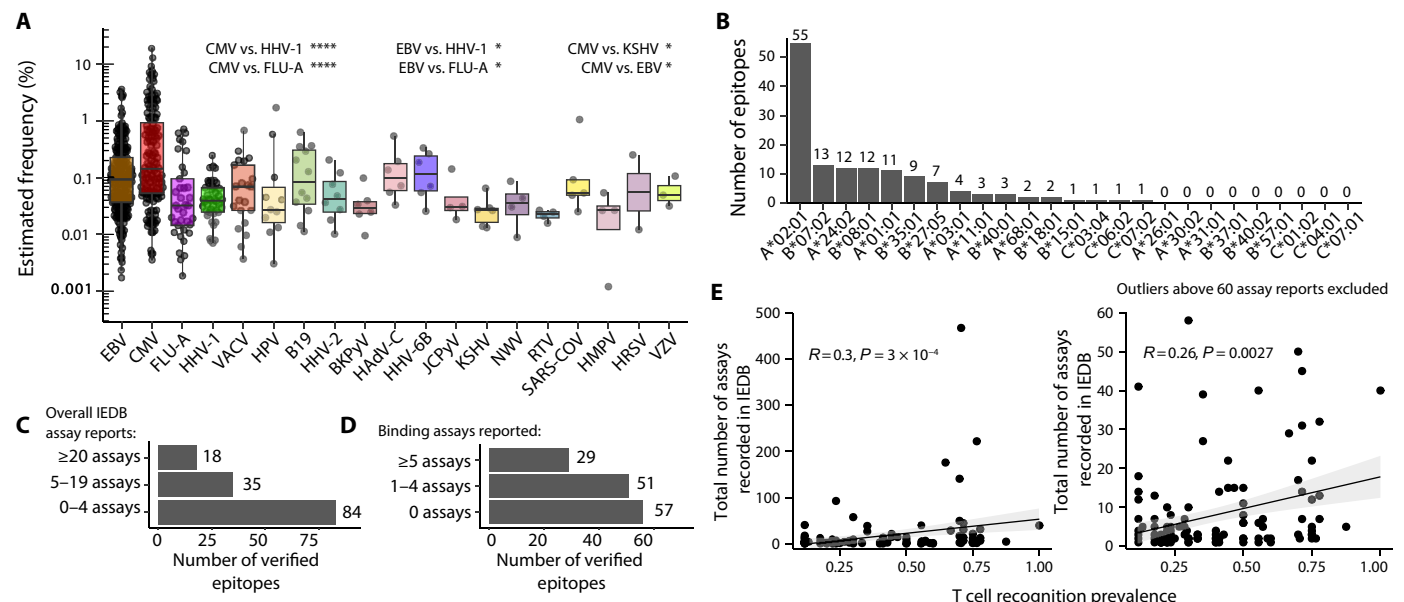 A
CMV vs. HHV-1 ****
CMV vs. FLU-A ****
EBV vs. HHV-1 *
EBV vs. FLU-A *
CMV vs. KSHV *
CMV vs. EBV *
Estimated frequency (%)
10
1
0.1
0.01
0.001
EBV
CMV
FLU-A
HHV-1
VACV
HPV
B19
HHV-2
BKPyV
HAdV-C
HHV-6B
JCPyV
KSHV
NWV
RTV
SARS-COV
HMPV
HRSV
VZV
B
Number of epitopes
50
40
30
20
10
0
55
13
12
12
11
9
7
4
3
3
2
2
1
1
1
1
0
0
0
0
0
0
0
0
A*02:01
B*07:02
A*24:02
B*08:01
A*01:01
B*35:01
B*27:05
A*03:01
A*11:01
B*40:01
A*68:01
B*18:01
B*15:01
C*03:04
C*06:02
C*07:02
A*26:01
A*30:02
A*31:01
B*37:01
B*40:02
B*57:01
C*01:02
C*04:01
C*07:01
C
Overall IEDB
assay reports:
≥20 assays
5–19 assays
0–4 assays
18
35
84
0
25
50
75
Number of verified
epitopes
D
Binding assays reported:
≥5 assays
1–4 assays
0 assays
29
51
57
0
20
40
60
Number of verified
epitopes
E
Total number of assays
recorded in IEDB
500
400
300
200
100
0
R=0.3, P = 3 × 10⁻⁴
0.25
0.50
0.75
1.00
Outliers above 60 assay reports excluded
Total number of assays
recorded in IEDB
60
50
40
30
20
10
0
R=0.26, P = 0.0027
0.25
0.50
0.75
1.00
T cell recognition prevalence